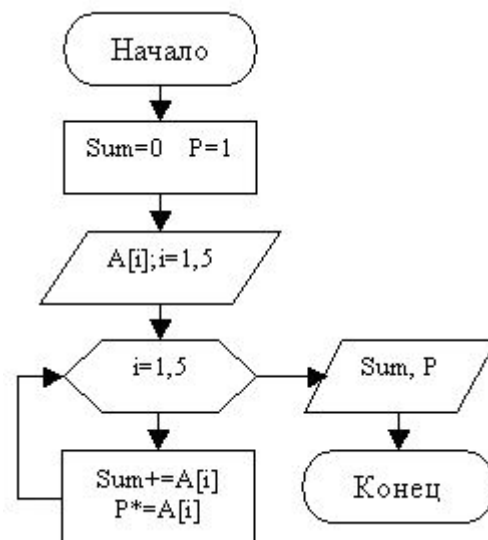 Начало
Sum=0 P=1
A[i];i=1,5
i=1,5
Sum, P
Sum+=A[i]
P*=A[i]
Конец